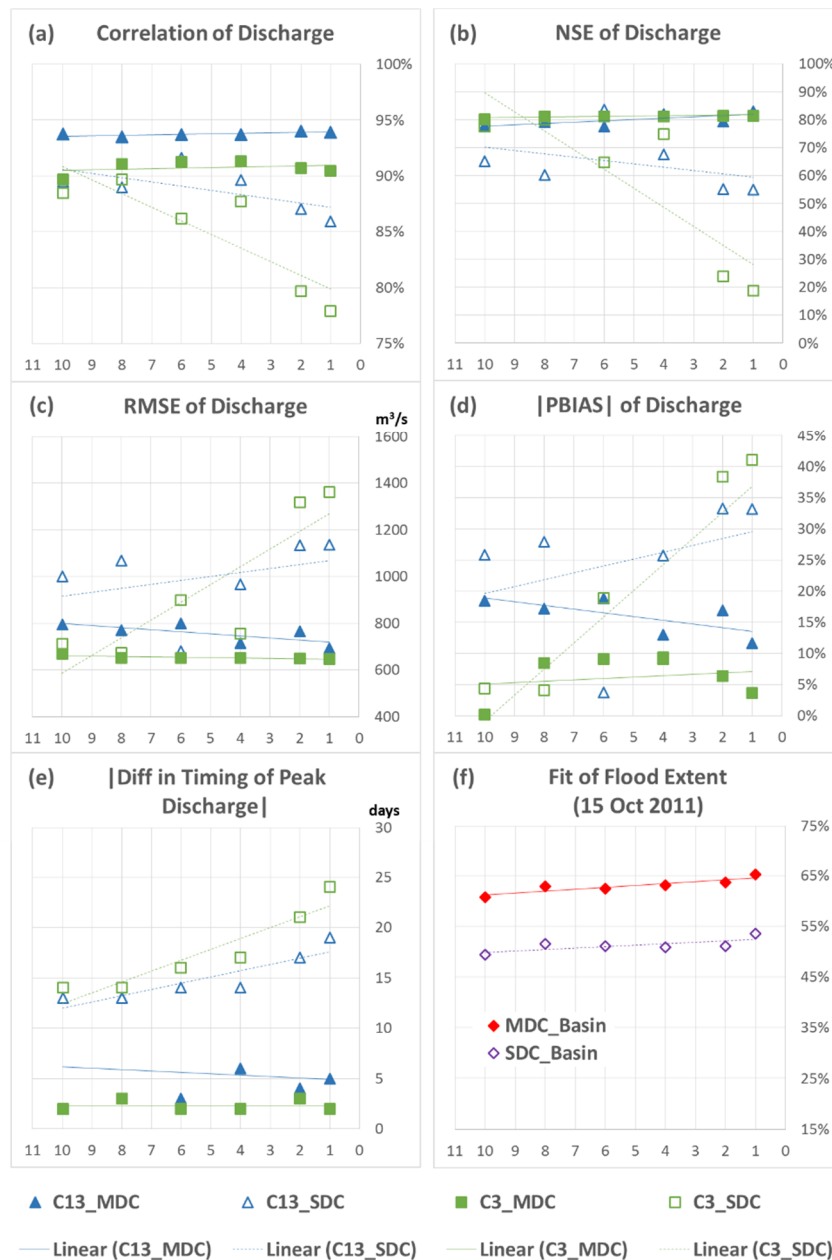 (a) Correlation of Discharge
100%
95%
90%
85%
80%
75%
11 10 9 8 7 6 5 4 3 2 1 0
(b) NSE of Discharge
100%
90%
80%
70%
60%
50%
40%
30%
20%
10%
0%
11 10 9 8 7 6 5 4 3 2 1 0
(c) RMSE of Discharge
m³/s
1600
1400
1200
1000
800
600
400
11 10 9 8 7 6 5 4 3 2 1 0
(d) |PBIAS| of Discharge
45%
40%
35%
30%
25%
20%
15%
10%
5%
0%
11 10 9 8 7 6 5 4 3 2 1 0
(e) |Diff in Timing of Peak
Discharge|
days
30
25
20
15
10
5
0
11 10 9 8 7 6 5 4 3 2 1 0
(f) Fit of Flood Extent
(15 Oct 2011)
75%
65%
55%
45%
35%
25%
15%
MDC_Basin
SDC_Basin
11 10 9 8 7 6 5 4 3 2 1 0
C13_MDC C13_SDC C3_MDC C3_SDC
Linear (C13_MDC) Linear (C13_SDC) Linear (C3_MDC) Linear (C3_SDC)